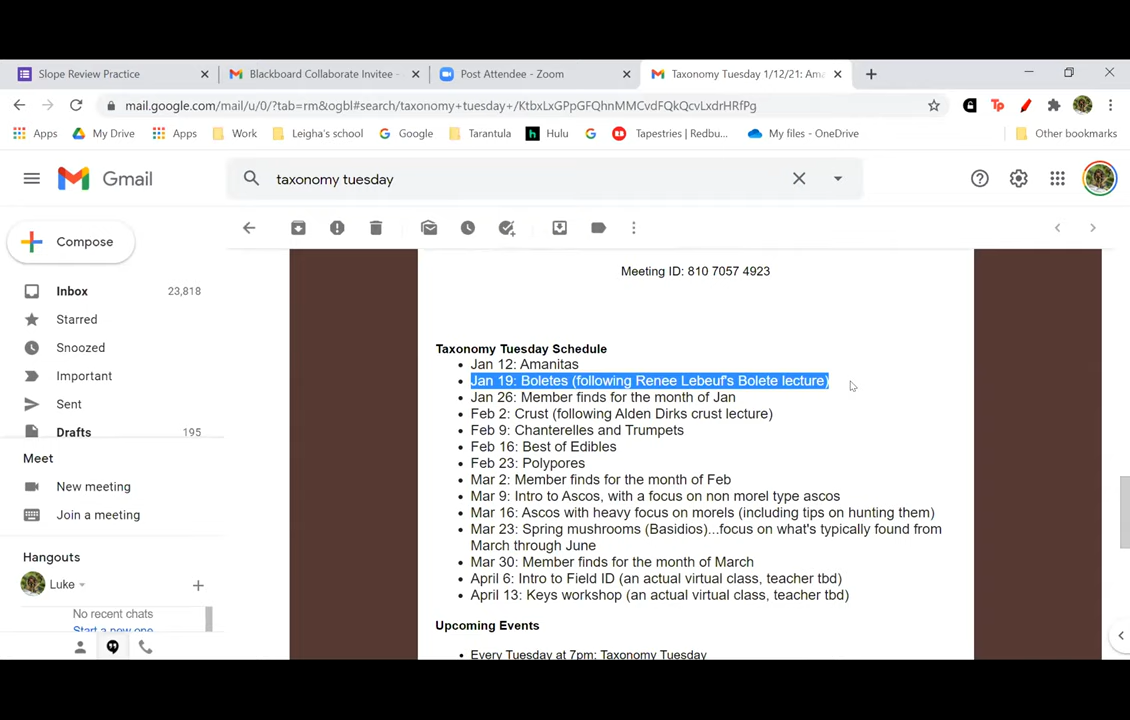 Slope Review Practice
Blackboard Collaborate Invitee -
Post Attendee - Zoom
Taxonomy Tuesday 1/12/21: Ama
mail.google.com/mail/u/0/?tab=rm&ogbl#search/taxonomy+tuesday+/KtbxLxGPpGFQhnMMCvdFQkQcvLxdrHRfPg
Tp
Apps
My Drive
Apps
Work
Leigha's school
Google
Tarantula
h
Hulu
Tapestries | Redbu...
My files - OneDrive
Other bookmarks
Gmail
taxonomy tuesday
Compose
Inbox 23,818
Starred
Snoozed
Important
Sent
Drafts 195
Meet
New meeting
Join a meeting
Hangouts
Luke
No recent chats
Start a new one
Meeting ID: 810 7057 4923
Taxonomy Tuesday Schedule
• Jan 12: Amanitas
• Jan 19: Boletes (following Renee Lebeuf's Bolete lecture)
• Jan 26: Member finds for the month of Jan
• Feb 2: Crust (following Alden Dirks crust lecture)
• Feb 9: Chanterelles and Trumpets
• Feb 16: Best of Edibles
• Feb 23: Polypores
• Mar 2: Member finds for the month of Feb
• Mar 9: Intro to Ascos, with a focus on non morel type ascos
• Mar 16: Ascos with heavy focus on morels (including tips on hunting them)
• Mar 23: Spring mushrooms (Basidios)...focus on what's typically found from
March through June
• Mar 30: Member finds for the month of March
• April 6: Intro to Field ID (an actual virtual class, teacher tbd)
• April 13: Keys workshop (an actual virtual class, teacher tbd)
Upcoming Events
• Every Tuesday at 7pm: Taxonomy Tuesday